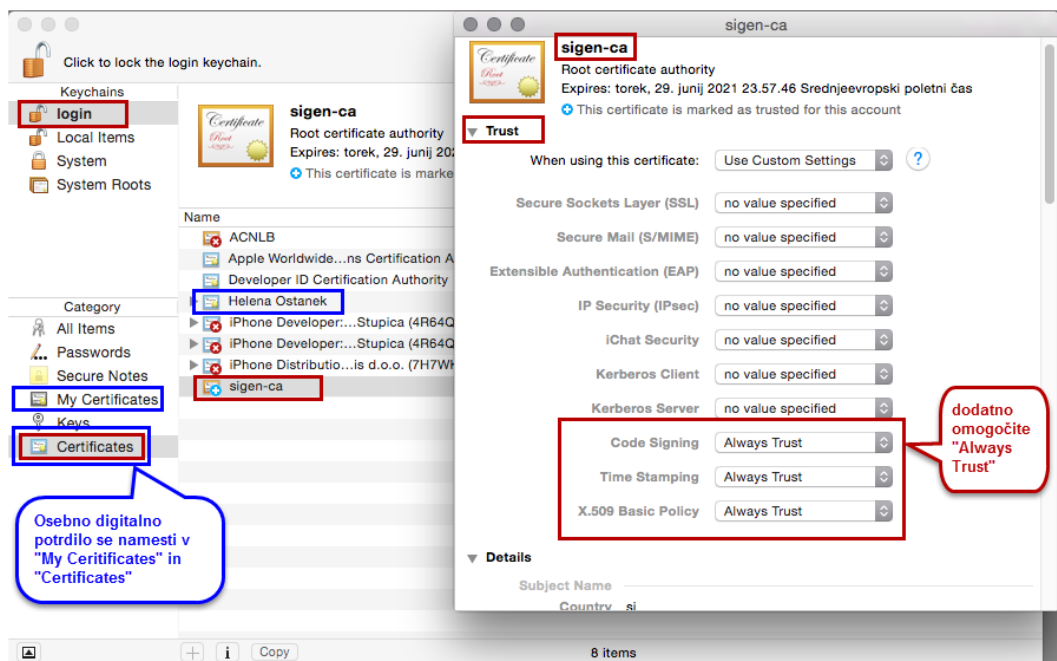 Click to lock the login keychain.
Keychains
login
Local Items
System
System Roots
Category
All Items
Passwords
Secure Notes
My Certificates
Keys
Certificates
Osebno digitalno
potrdilo se namesti v
"My Ceritificates" in
"Certificates"
Certificate
Root
sigen-ca
Root certificate authority
Expires: torek, 29. junij 202
This certificate is marke
Name
ACNLB
Apple Worldwide...ns Certification A
Developer ID Certification Authority
Helena Ostanek
iPhone Developer:...Stupica (4R64Q
iPhone Developer:...Stupica (4R64Q
iPhone Distributio...is d.o.o. (7H7WK
sigen-ca
i
Copy
8 items
sigen-ca
Certificate
Root
sigen-ca
Root certificate authority
Expires: torek, 29. junij 2021 23.57.46 Srednjeevropski poletni čas
This certificate is marked as trusted for this account
Trust
When using this certificate: Use Custom Settings ?
Secure Sockets Layer (SSL) no value specified
Secure Mail (S/MIME) no value specified
Extensible Authentication (EAP) no value specified
IP Security (IPsec) no value specified
iChat Security no value specified
Kerberos Client no value specified
Kerberos Server no value specified
Code Signing Always Trust
Time Stamping Always Trust
X.509 Basic Policy Always Trust
dodatno
omogočite
"Always
Trust"
Details
Subject Name
Country si